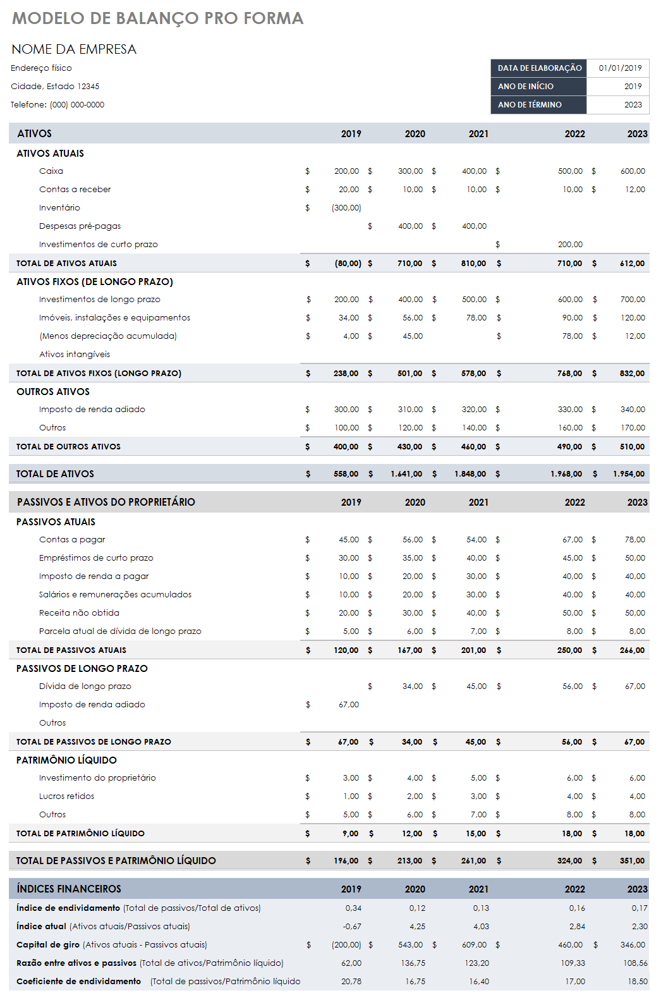 MODELO DE BALANÇO PRO FORMA
NOME DA EMPRESA
Endereço físico
DATA DE ELABORAÇÃO 01/01/2019
Cidade, Estado 12345
ANO DE INÍCIO 2019
Telefone: (000) 000-0000
ANO DE TÉRMINO 2023
ATIVOS 2019 2020 2021 2022 2023
ATIVOS ATUAIS
Caixa $ 200,00 $ 300,00 $ 400,00 $ 500,00 $ 600,00
Contas a receber $ 20,00 $ 10,00 $ 10,00 $ 10,00 $ 12,00
Inventário $ (300,00)
Despesas pré-pagas $ 400,00 $ 400,00
Investimentos de curto prazo $ 200,00
TOTAL DE ATIVOS ATUAIS $ (80,00) $ 710,00 $ 810,00 $ 710,00 $ 612,00
ATIVOS FIXOS (DE LONGO PRAZO)
Investimentos de longo prazo $ 200,00 $ 400,00 $ 500,00 $ 600,00 $ 700,00
Imóveis, instalações e equipamentos $ 34,00 $ 56,00 $ 78,00 $ 90,00 $ 120,00
(Menos depreciação acumulada) $ 4,00 $ 45,00 $ 78,00 $ 12,00
Ativos intangíveis
TOTAL DE ATIVOS FIXOS (LONGO PRAZO) $ 238,00 $ 501,00 $ 578,00 $ 768,00 $ 832,00
OUTROS ATIVOS
Imposto de renda adiado $ 300,00 $ 310,00 $ 320,00 $ 330,00 $ 340,00
Outros $ 100,00 $ 120,00 $ 140,00 $ 160,00 $ 170,00
TOTAL DE OUTROS ATIVOS $ 400,00 $ 430,00 $ 460,00 $ 490,00 $ 510,00
TOTAL DE ATIVOS $ 558,00 $ 1.641,00 $ 1.848,00 $ 1.968,00 $ 1.954,00
PASSIVOS E ATIVOS DO PROPRIETÁRIO 2019 2020 2021 2022 2023
PASSIVOS ATUAIS
Contas a pagar $ 45,00 $ 56,00 $ 54,00 $ 67,00 $ 78,00
Empréstimos de curto prazo $ 30,00 $ 35,00 $ 40,00 $ 45,00 $ 50,00
Imposto de renda a pagar $ 10,00 $ 20,00 $ 30,00 $ 40,00 $ 40,00
Salários e remunerações acumulados $ 10,00 $ 20,00 $ 30,00 $ 40,00 $ 40,00
Receita não obtida $ 20,00 $ 30,00 $ 40,00 $ 50,00 $ 50,00
Parcela atual de dívida de longo prazo $ 5,00 $ 6,00 $ 7,00 $ 8,00 $ 8,00
TOTAL DE PASSIVOS ATUAIS $ 120,00 $ 167,00 $ 201,00 $ 250,00 $ 266,00
PASSIVOS DE LONGO PRAZO
Dívida de longo prazo $ 34,00 $ 45,00 $ 56,00 $ 67,00
Imposto de renda adiado $ 67,00
Outros
TOTAL DE PASSIVOS DE LONGO PRAZO $ 67,00 $ 34,00 $ 45,00 $ 56,00 $ 67,00
PATRIMÔNIO LÍQUIDO
Investimento do proprietário $ 3,00 $ 4,00 $ 5,00 $ 6,00 $ 6,00
Lucros retidos $ 1,00 $ 2,00 $ 3,00 $ 4,00 $ 4,00
Outros $ 5,00 $ 6,00 $ 7,00 $ 8,00 $ 8,00
TOTAL DE PATRIMÔNIO LÍQUIDO $ 9,00 $ 12,00 $ 15,00 $ 18,00 $ 18,00
TOTAL DE PASSIVOS E PATRIMÔNIO LÍQUIDO $ 196,00 $ 213,00 $ 261,00 $ 324,00 $ 351,00
ÍNDICES FINANCEIROS 2019 2020 2021 2022 2023
Índice de endividamento (Total de passivos/Total de ativos) 0,34 0,12 0,13 0,16 0,17
Índice atual (Ativos atuais/Passivos atuais) -0,67 4,25 4,03 2,84 2,30
Capital de giro (Ativos atuais - Passivos atuais) $ (200,00) $ 543,00 $ 609,00 $ 460,00 $ 346,00
Razão entre ativos e passivos (Total de ativos/Patrimônio líquido) 62,00 136,75 123,20 109,33 108,56
Coeficiente de endividamento (Total de passivos/Patrimônio líquido 20,78 16,75 16,40 17,00 18,50